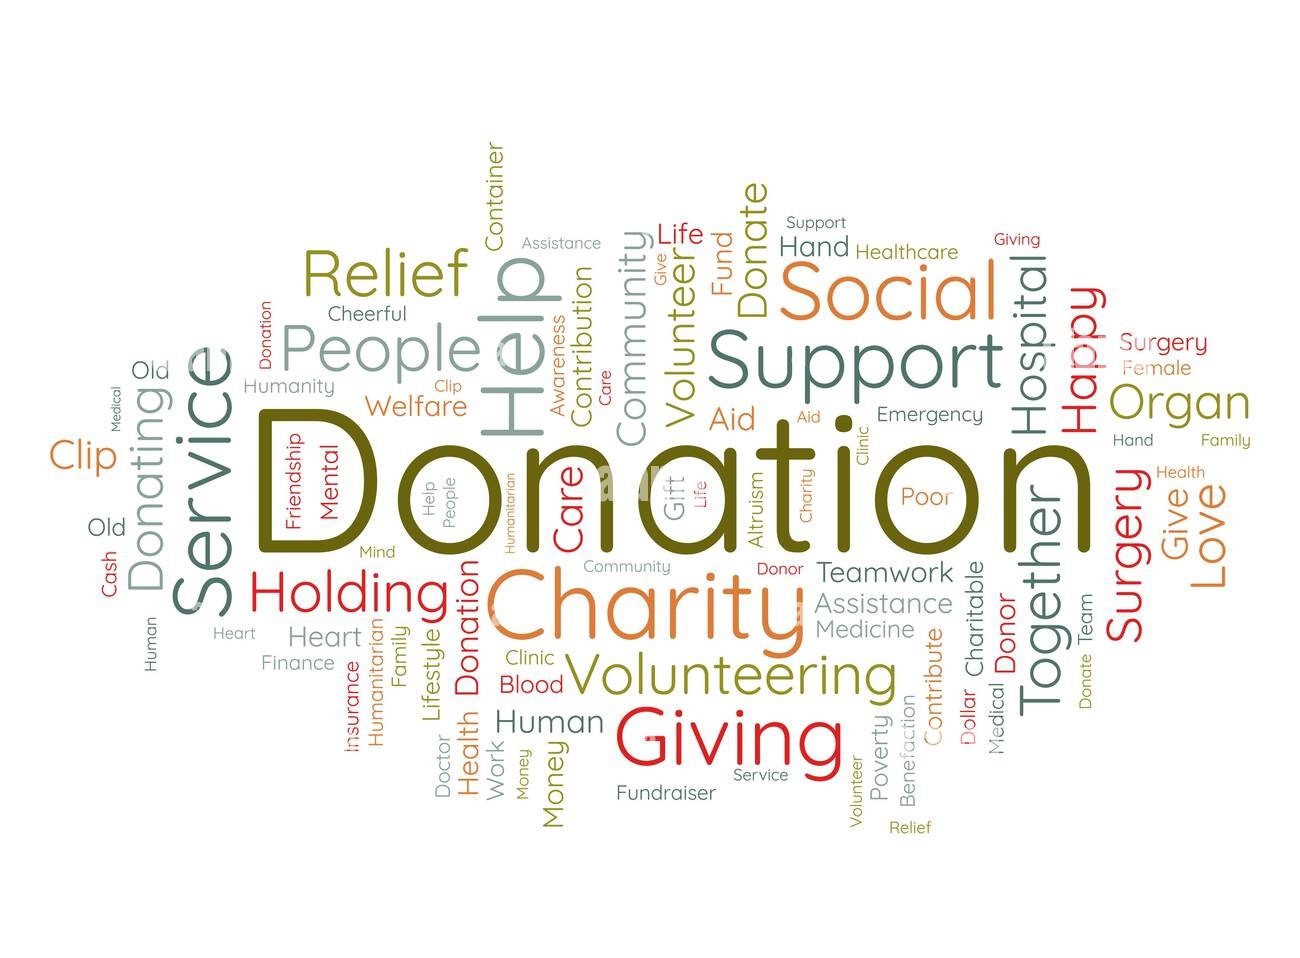 Container
Donate
Support
Life
Fund
Hand
Healthcare
Giving
Assistance
Relief
Help
Community
Give
Volunteer
Social
Hospital
Happy
Cheerful
Donation
People
Contribution
Awareness
Care
Support
Surgery
Female
Old
Humanity
Clip
Welfare
Medical
Donating
Service
Aid
Aid
Emergency
Organ
Clinic
Hand
Family
Clip
Donation
Friendship
Mental
Help
People
Humanitarian
Care
Gift
Life
Altruism
Charity
Poor
Health
Give
Love
Surgery
Together
Old
Cash
Mind
Community
Donor
Teamwork
Holding
Donation
Charity
Assistance
Medicine
Charitable
Donor
Team
Human
Heart
Heart
Finance
Insurance
Humanitarian
Family
Lifestyle
Clinic
Blood
Volunteering
Contribute
Dollar
Medical
Donate
Human
Giving
Doctor
Health
Work
Money
Money
Service
Fundraiser
Volunteer
Poverty
Benefaction
Relief